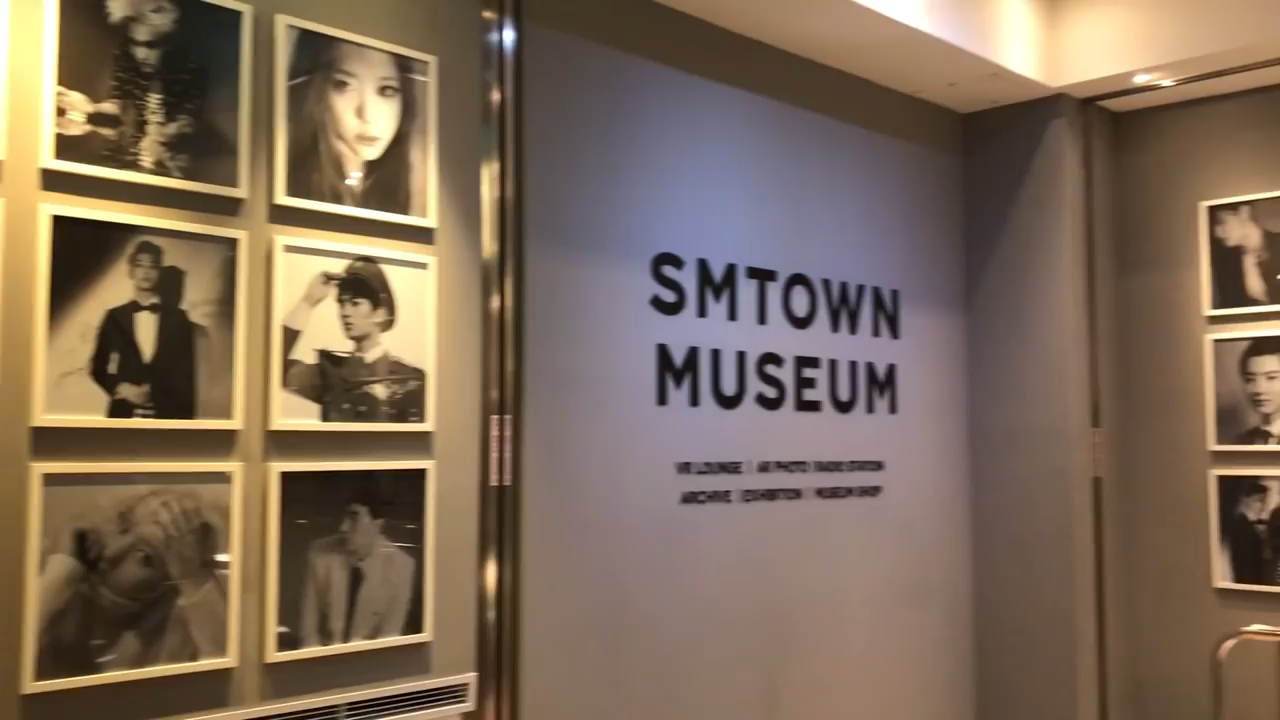 SMTOWN
MUSEUM
VR LOUNGE | AR PHOTO RADIO STATION
ARCHIVE | EXHIBITION | MUSEUM SHOP